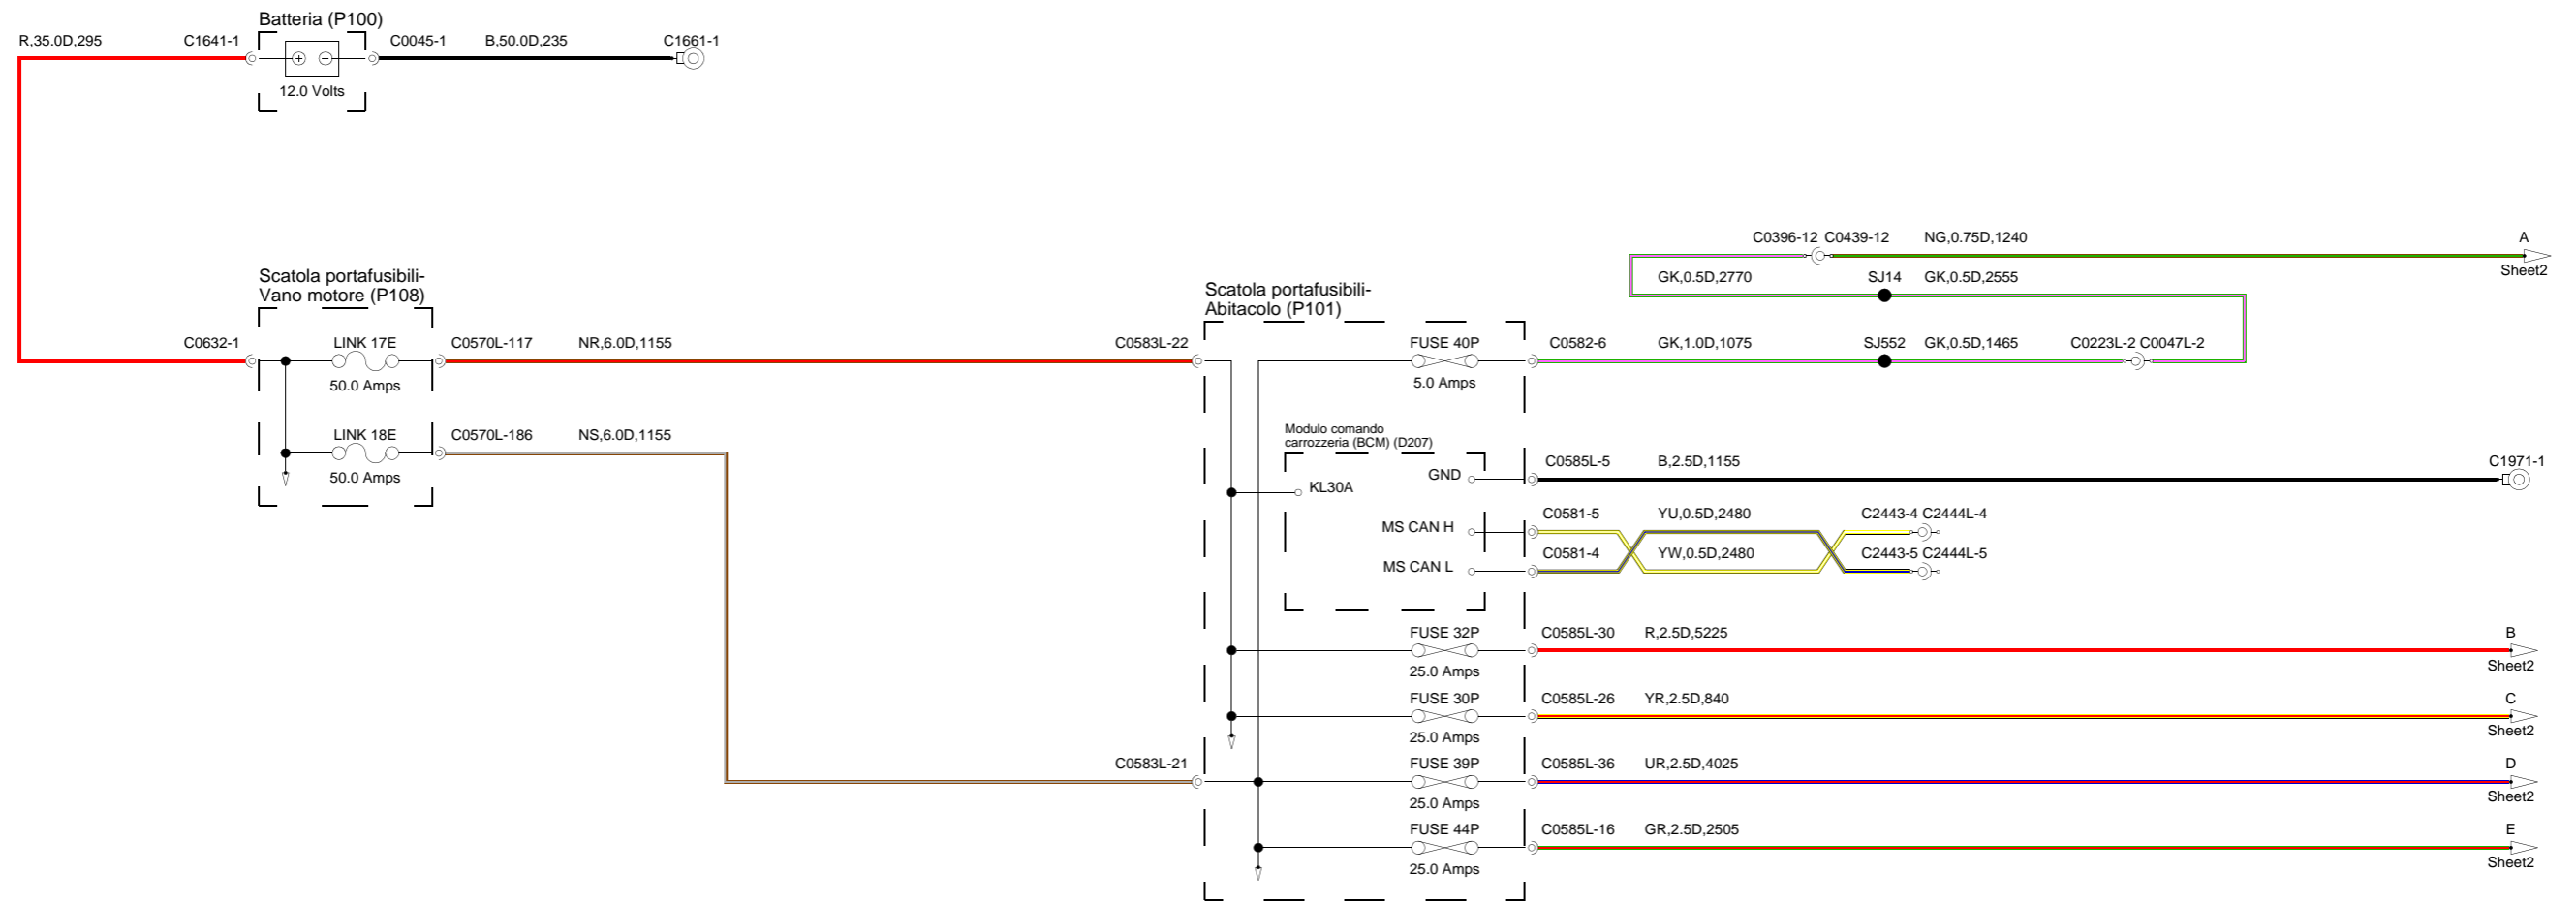 Batteria (P100)
R,35.0D,295
C1641-1
C0045-1
B,50.0D,235
C1661-1
12.0 Volts
C0396-12
C0439-12
NG,0.75D,1240
A
Sheet2
GK,0.5D,2770
SJ14
GK,0.5D,2555
Scatola portafusibili-
Vano motore (P108)
Scatola portafusibili-
Abitacolo (P101)
C0632-1
LINK 17E
50.0 Amps
C0570L-117
NR,6.0D,1155
C0583L-22
FUSE 40P
5.0 Amps
C0582-6
GK,1.0D,1075
SJ552
GK,0.5D,1465
C0223L-2
C0047L-2
LINK 18E
50.0 Amps
C0570L-186
NS,6.0D,1155
Modulo comando
carrozzeria (BCM) (D207)
KL30A
GND
C0585L-5
B,2.5D,1155
C1971-1
MS CAN H
C0581-5
YU,0.5D,2480
C2443-4
C2444L-4
MS CAN L
C0581-4
YW,0.5D,2480
C2443-5
C2444L-5
FUSE 32P
25.0 Amps
C0585L-30
R,2.5D,5225
B
Sheet2
FUSE 30P
25.0 Amps
C0585L-26
YR,2.5D,840
C
Sheet2
C0583L-21
FUSE 39P
25.0 Amps
C0585L-36
UR,2.5D,4025
D
Sheet2
FUSE 44P
25.0 Amps
C0585L-16
GR,2.5D,2505
E
Sheet2